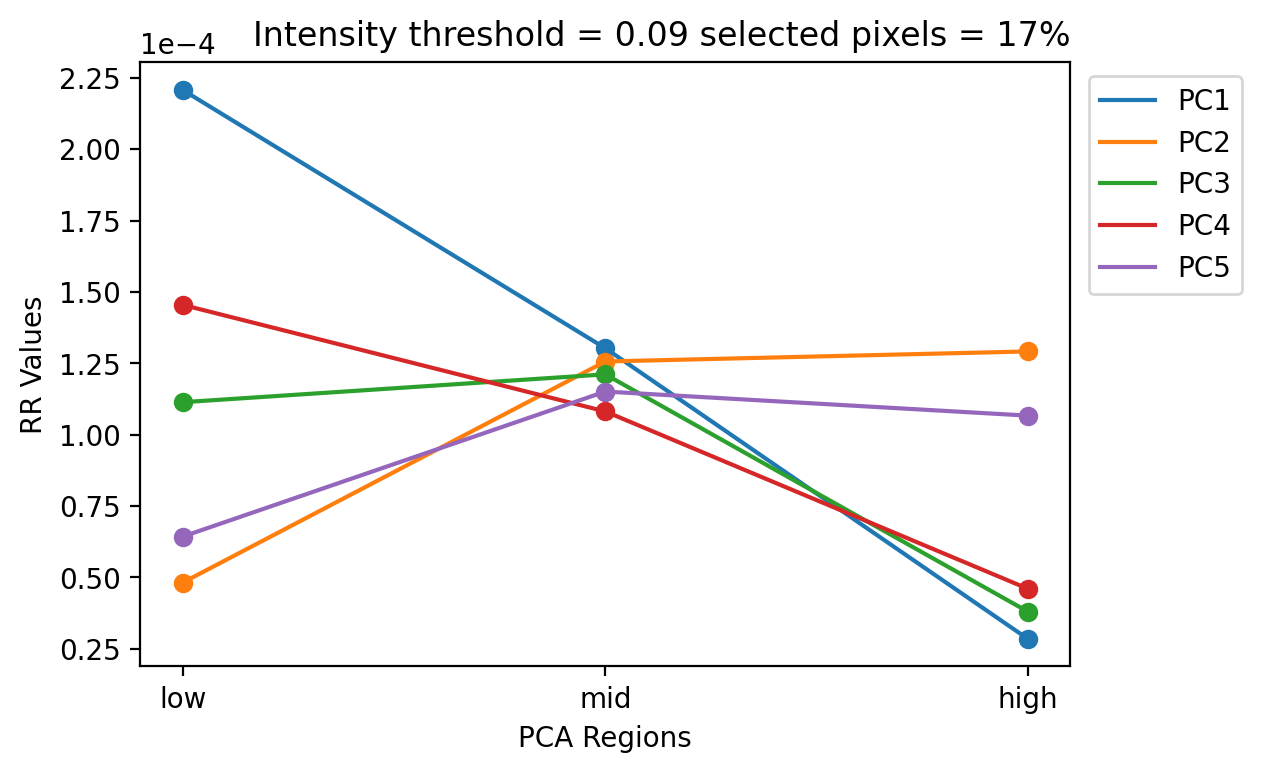 Intensity threshold = 0.09 selected pixels = 17%
1e−4
2.25
2.00
1.75
1.50
1.25
1.00
0.75
0.50
0.25
RR Values
low
mid
high
PCA Regions
PC1
PC2
PC3
PC4
PC5